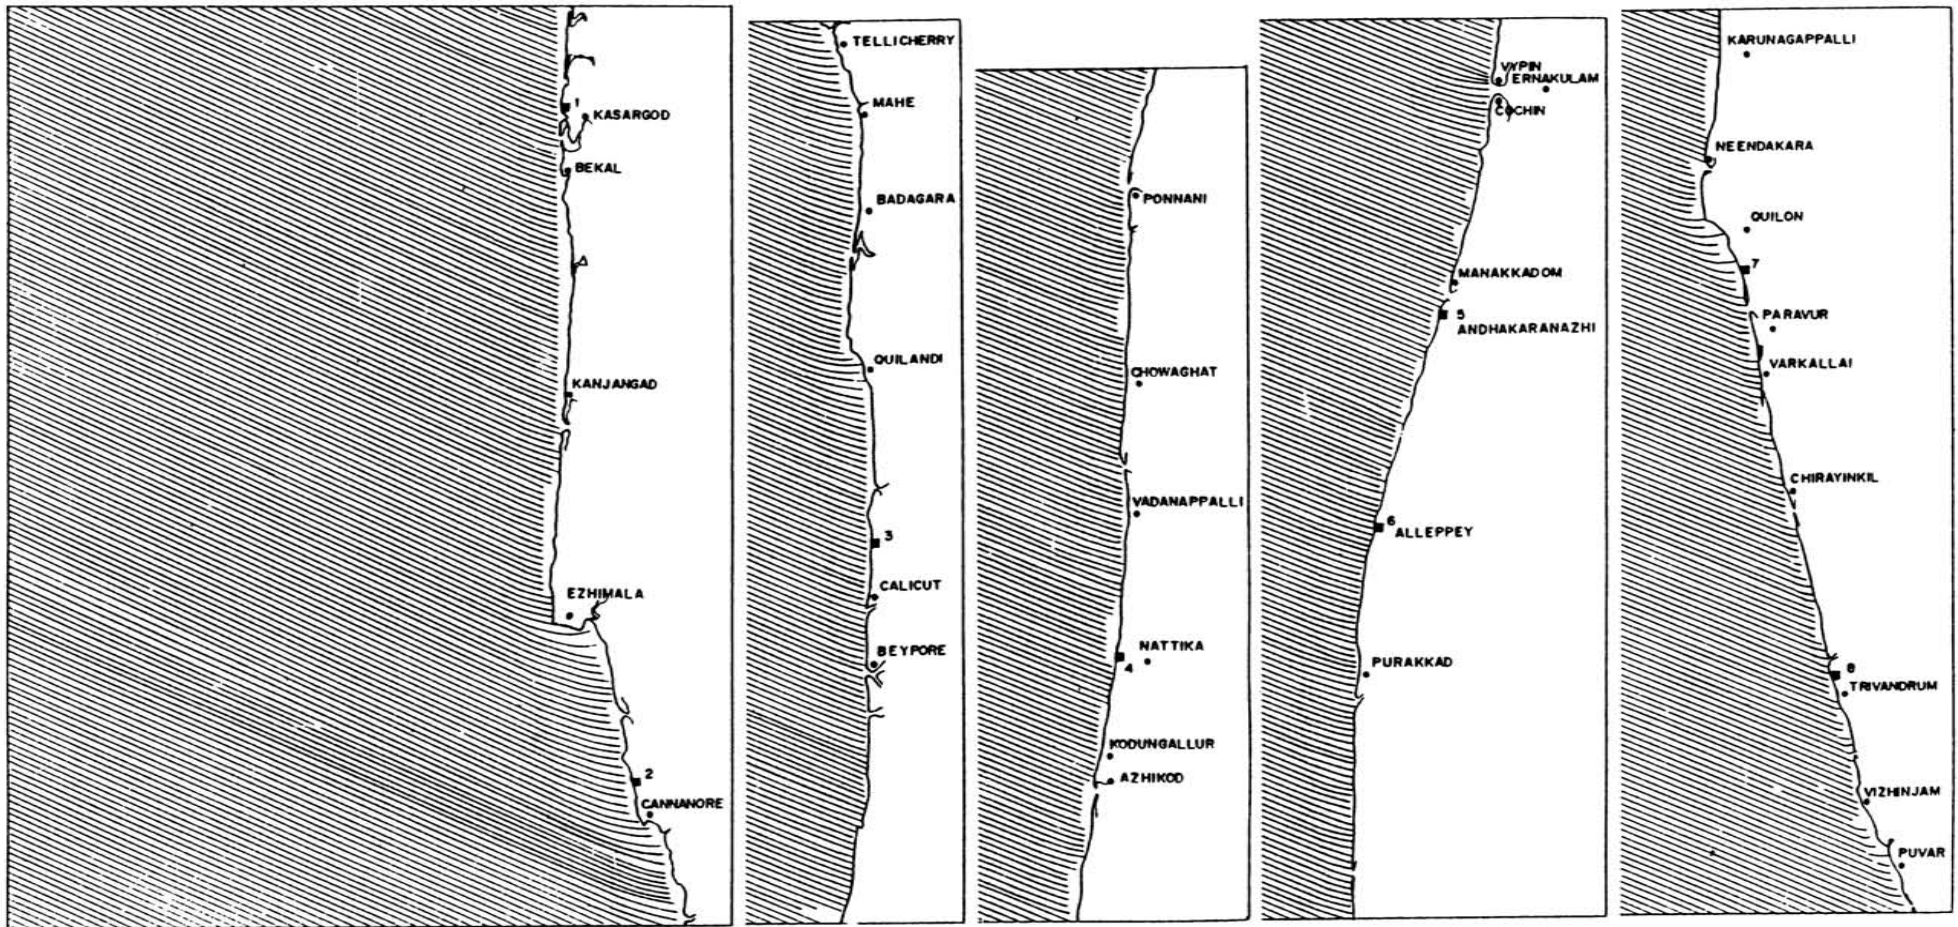 1
KASARGOD
BEKAL
KANJANGAD
EZHIMALA
2
CANNANORE
TELLICHERRY
MAHE
BADAGARA
QUILANDI
3
CALICUT
BEYPORE
PONNANI
CHOWAGHAT
VADANAPPALLI
NATTIKA
4
KODUNGALLUR
AZHIKOD
VYPIN
ERNAKULAM
COCHIN
MANAKKADOM
5
ANDHAKARANAZHI
6
ALLEPPEY
PURAKKAD
KARUNAGAPPALLI
NEENDAKARA
QUILON
7
PARAVUR
VARKALLAI
CHIRAYINKIL
8
TRIVANDRUM
VIZHINJAM
PUVAR